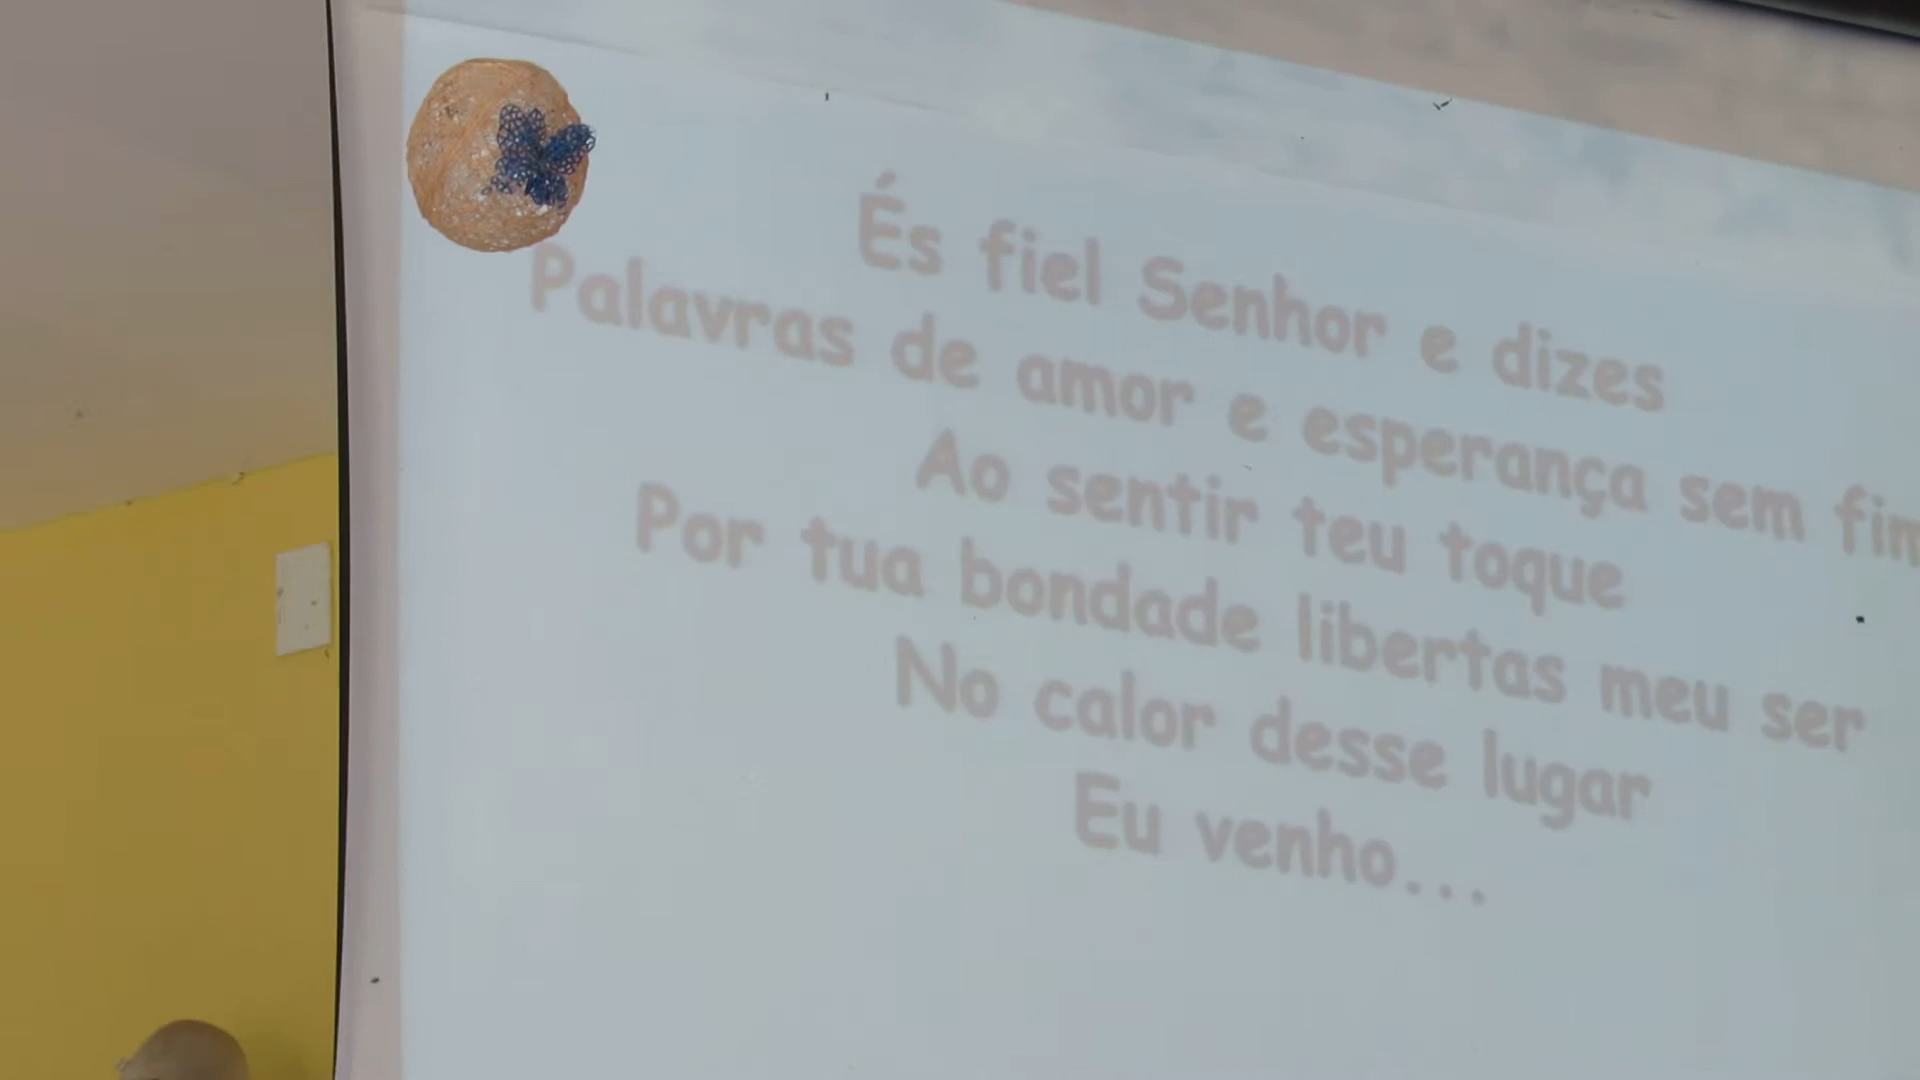 És fiel Senhor e dizes
Palavras de amor e esperança sem fim
Ao sentir teu toque
Por tua bondade libertas meu ser
No calor desse lugar
Eu venho...